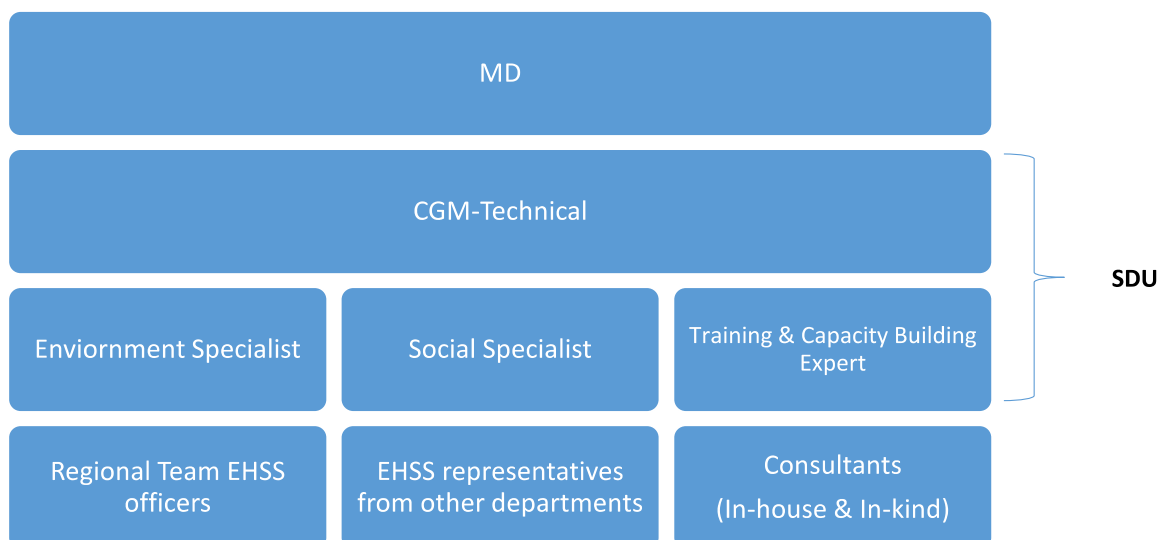 MD
CGM-Technical
SDU
Enviornment Specialist
Social Specialist
Training & Capacity Building
Expert
Regional Team EHSS
officers
EHSS representatives
from other departments
Consultants
(In-house & In-kind)